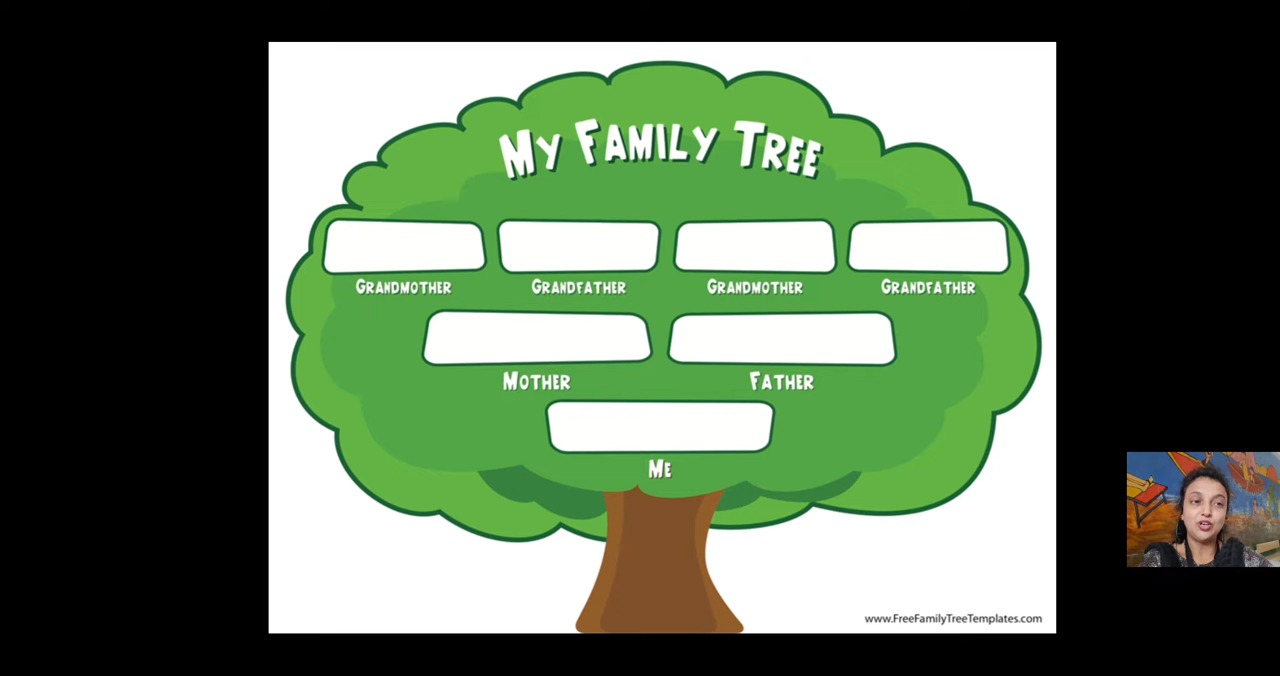 My Family Tree
Grandmother Grandfather Grandmother Grandfather
Mother Father
Me
www.FreeFamilyTreeTemplates.com